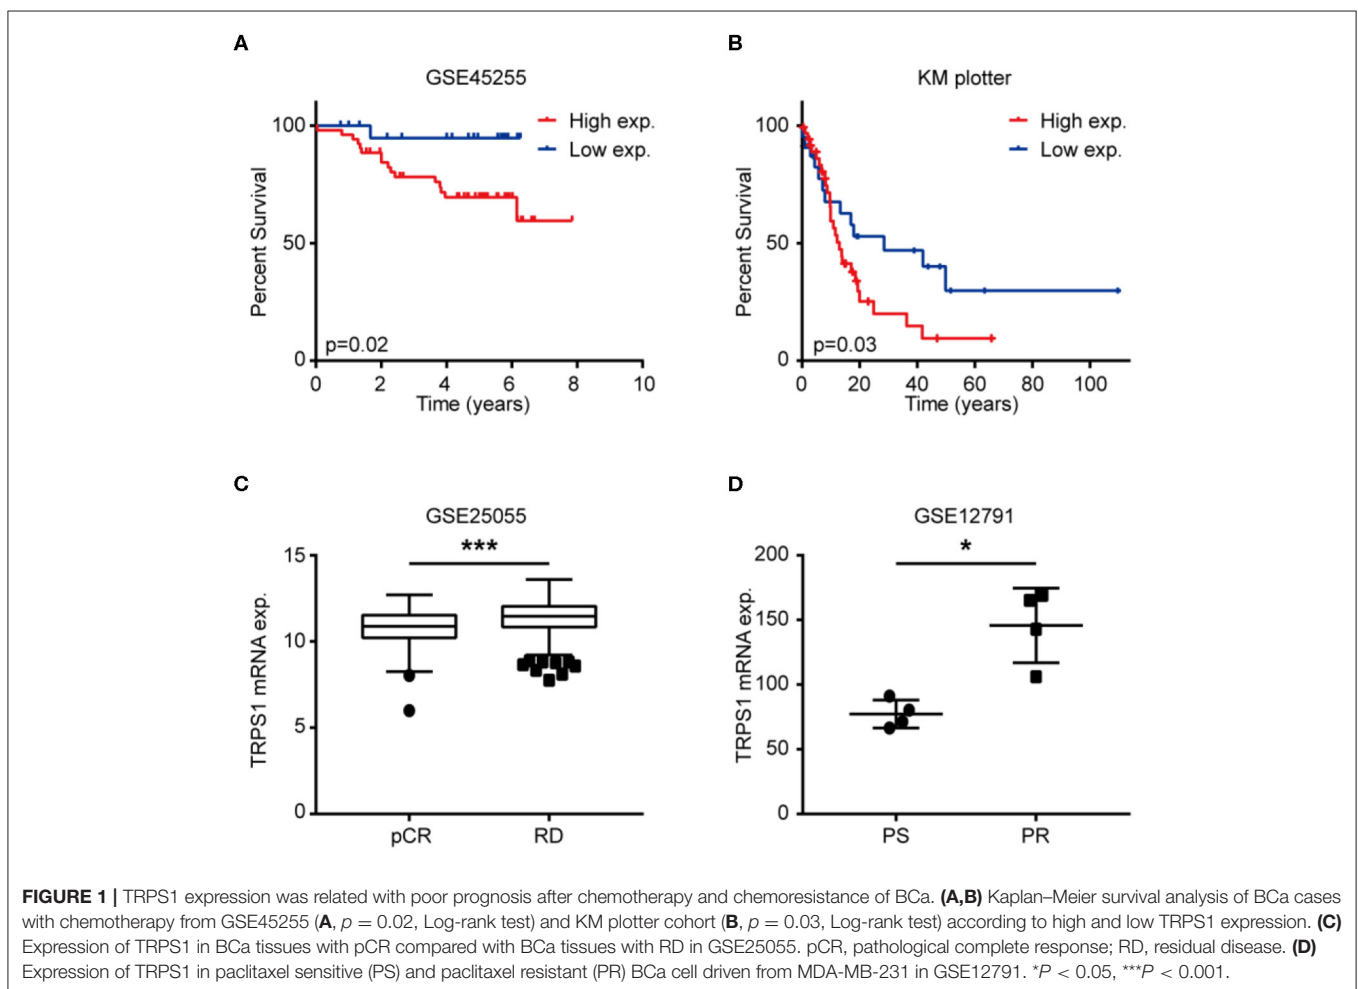 A
GSE45255
High exp.
Low exp.
Percent Survival
100
50
0
p=0.02
0 2 4 6 8 10
Time (years)
B
KM plotter
High exp.
Low exp.
Percent Survival
100
50
0
p=0.03
0 20 40 60 80 100
Time (years)
C
GSE25055
***
TRPS1 mRNA exp.
15
10
5
0
pCR RD
D
GSE12791
*
TRPS1 mRNA exp.
200
150
100
50
0
PS PR
FIGURE 1 | TRPS1 expression was related with poor prognosis after chemotherapy and chemoresistance of BCa. (A,B) Kaplan–Meier survival analysis of BCa cases
with chemotherapy from GSE45255 (A, p = 0.02, Log-rank test) and KM plotter cohort (B, p = 0.03, Log-rank test) according to high and low TRPS1 expression. (C)
Expression of TRPS1 in BCa tissues with pCR compared with BCa tissues with RD in GSE25055. pCR, pathological complete response; RD, residual disease. (D)
Expression of TRPS1 in paclitaxel sensitive (PS) and paclitaxel resistant (PR) BCa cell driven from MDA-MB-231 in GSE12791. *P < 0.05, ***P < 0.001.